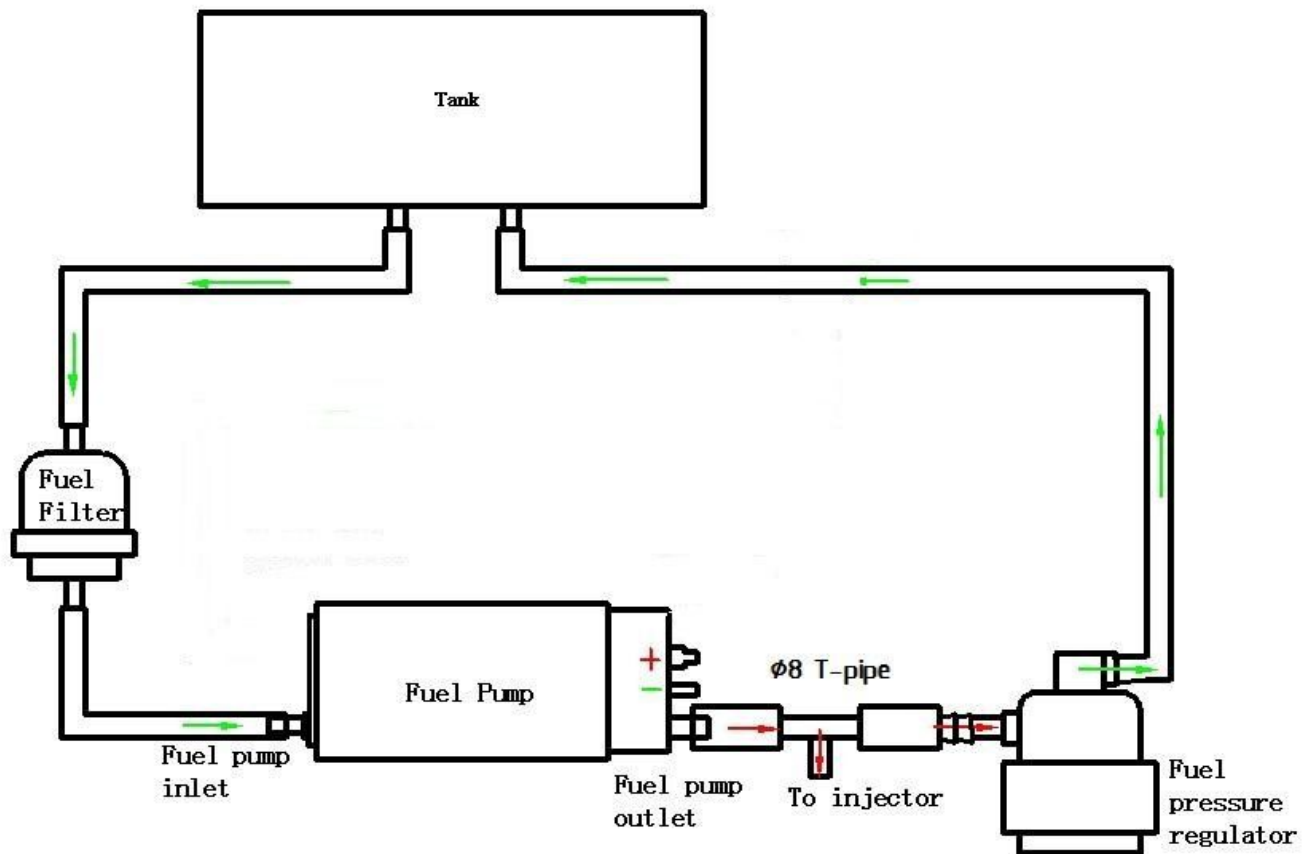 Tank
Fuel
Filter
+
Fuel Pump
−
ϕ8 T-pipe
Fuel pump
inlet
Fuel pump
outlet
To injector
Fuel
pressure
regulator